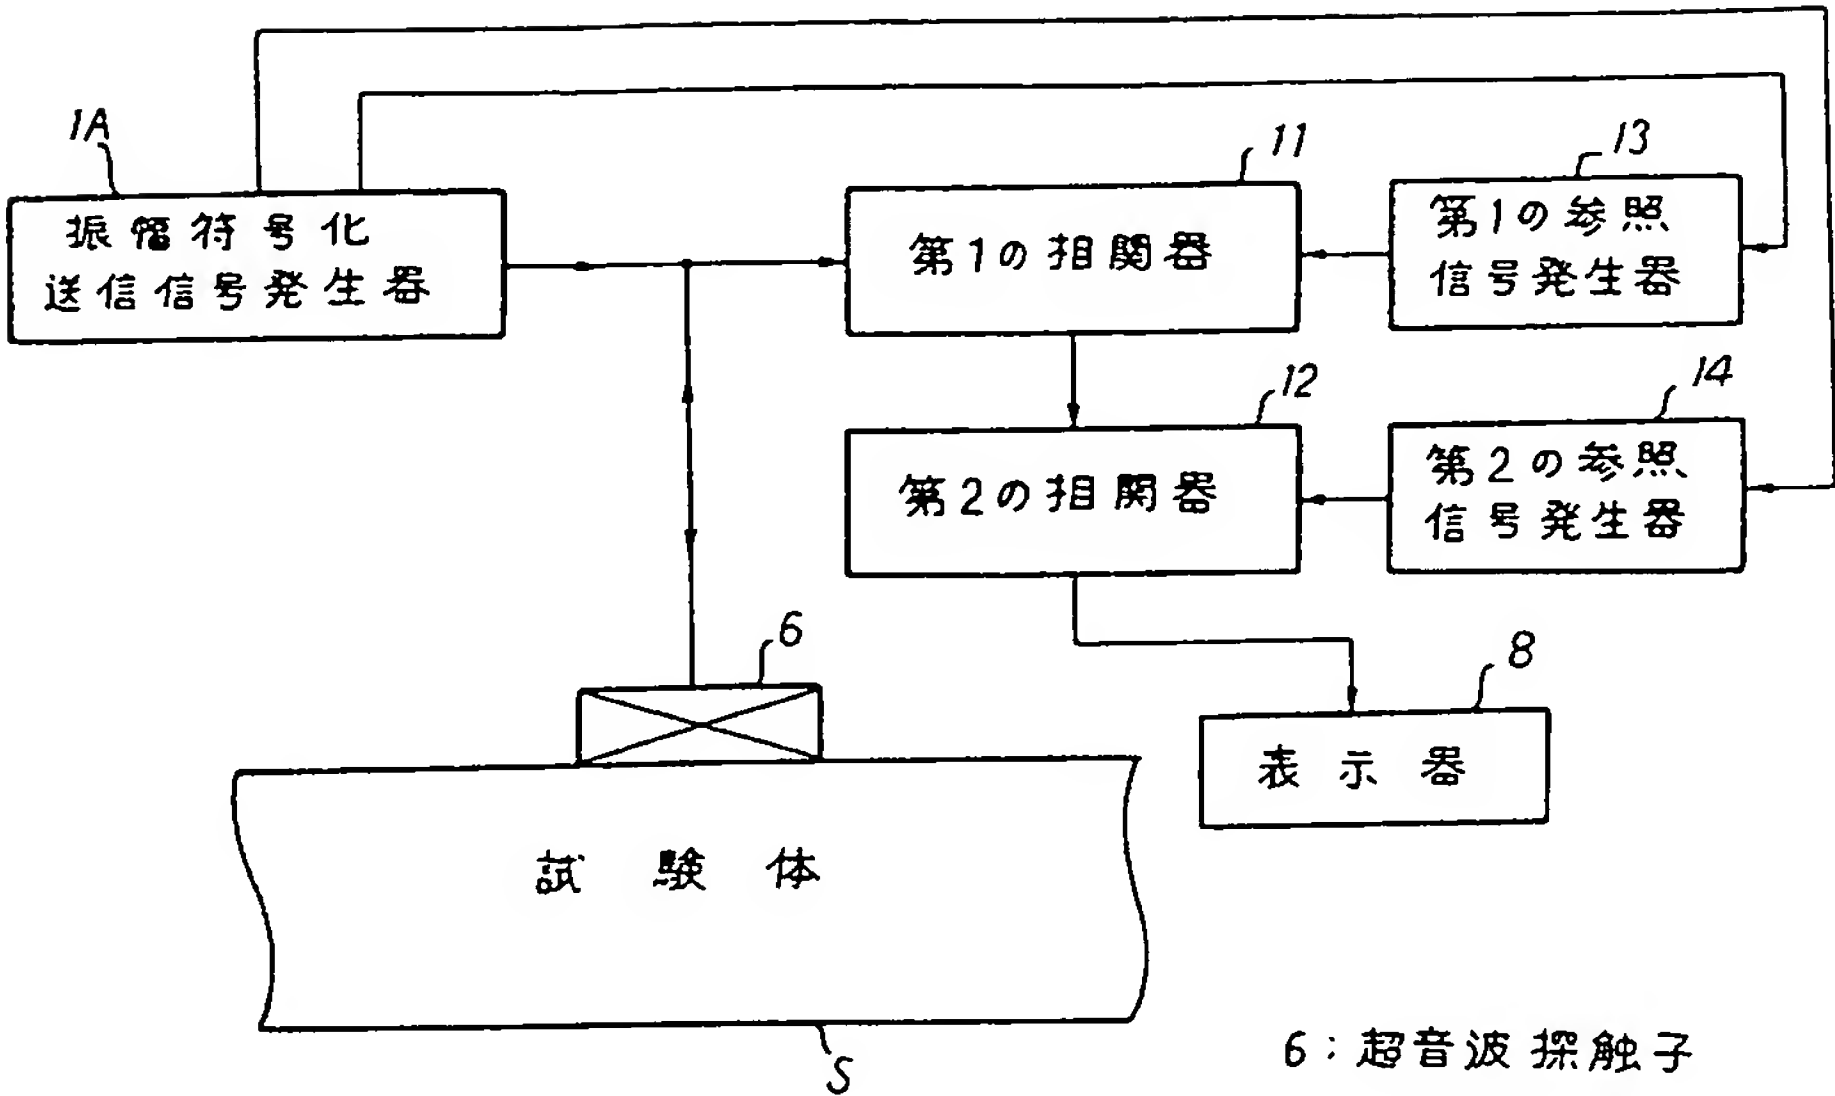 1A
振幅符号化
送信信号発生器
11
第1の相関器
13
第1の参照
信号発生器
12
第2の相関器
14
第2の参照
信号発生器
6
8
表示器
試験体
S
6:超音波探触子